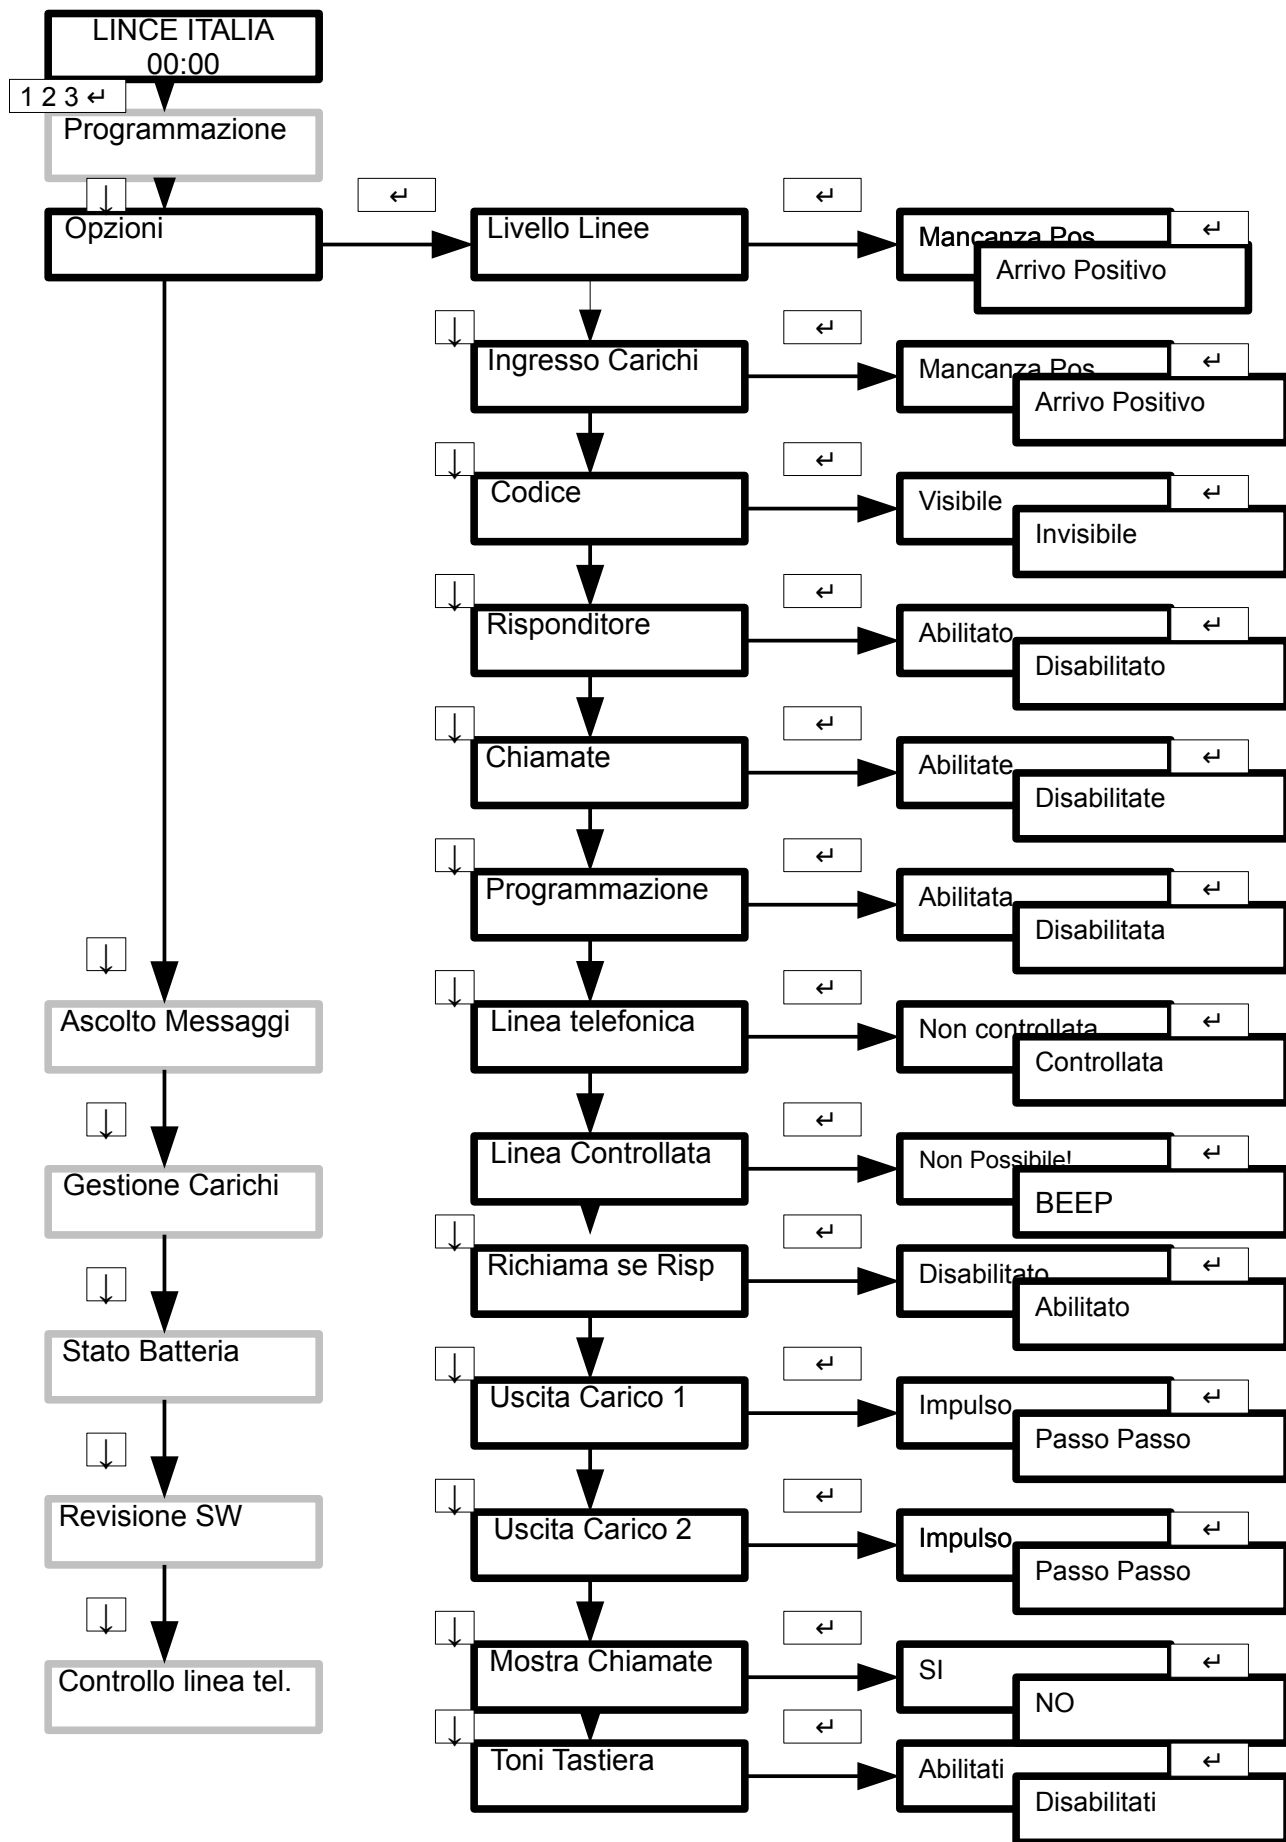 LINCE ITALIA
00:00
1 2 3 ↵
Programmazione
↓
Opzioni
↵
Livello Linee
↵
Mancanza Pos
↵
Arrivo Positivo
↓
Ingresso Carichi
↵
Mancanza Pos
↵
Arrivo Positivo
↓
Codice
↵
Visibile
↵
Invisibile
↓
Risponditore
↵
Abilitato
↵
Disabilitato
↓
Chiamate
↵
Abilitate
↵
Disabilitate
↓
Programmazione
↵
Abilitata
↵
Disabilitata
↓
Ascolto Messaggi
↓
Linea telefonica
↵
Non controllata
↵
Controllata
↓
Gestione Carichi
Linea Controllata
↵
Non Possibile!
↵
BEEP
↓
Richiama se Risp
↵
Disabilitato
↵
Abilitato
↓
Stato Batteria
↓
Uscita Carico 1
↵
Impulso
↵
Passo Passo
↓
Revisione SW
↓
Uscita Carico 2
↵
Impulso
↵
Passo Passo
↓
Controllo linea tel.
↓
Mostra Chiamate
↵
SI
↵
NO
↓
Toni Tastiera
↵
Abilitati
↵
Disabilitati